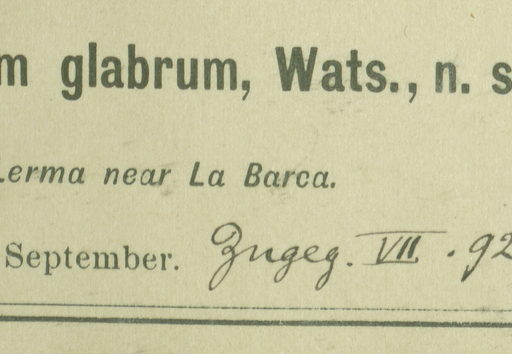 m glabrum, Wats., n. s
Lerma near La Barca.
September. Zugeg. VII. 92